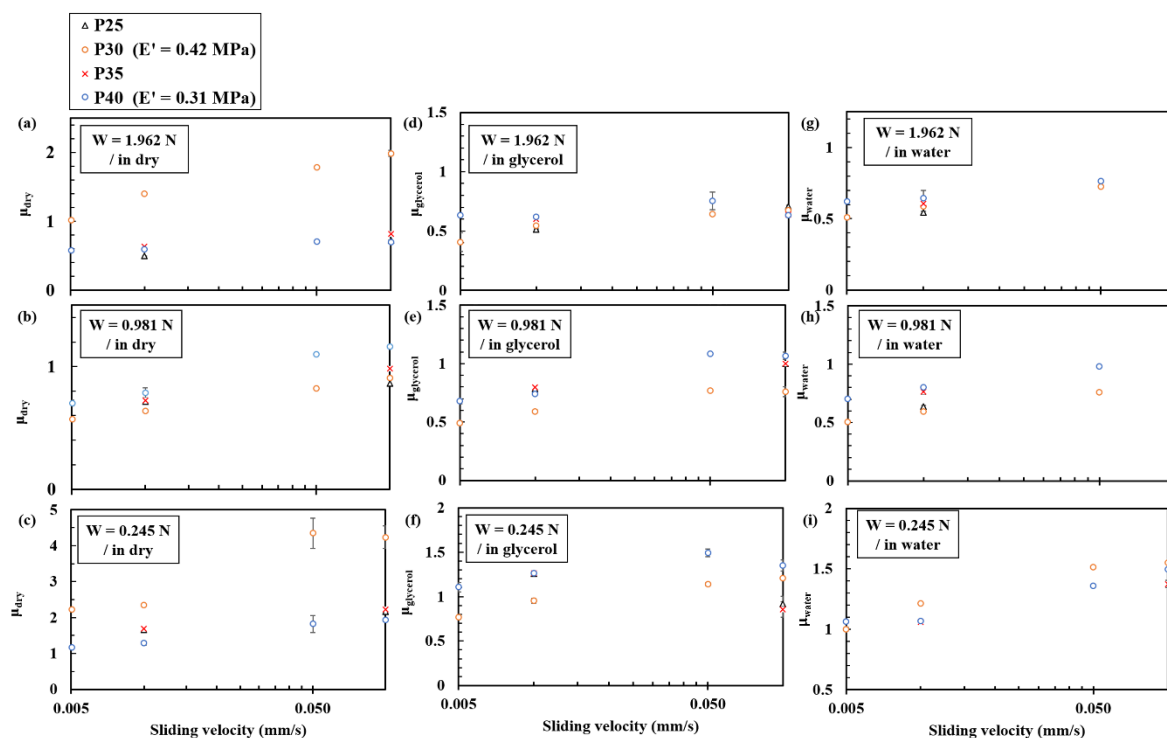 P25
P30 (E' = 0.42 MPa)
P35
P40 (E' = 0.31 MPa)
(a)
W = 1.962 N
/ in dry
μdry
2
1
0
(d)
W = 1.962 N
/ in glycerol
μglycerol
1.5
1
0.5
0
(g)
W = 1.962 N
/ in water
μwater
1
0.5
0
(b)
W = 0.981 N
/ in dry
μdry
1
0
(e)
W = 0.981 N
/ in glycerol
μglycerol
1.5
1
0.5
0
(h)
W = 0.981 N
/ in water
μwater
1.5
1
0.5
0
(c)
W = 0.245 N
/ in dry
μdry
5
4
3
2
1
0
0.005
0.050
Sliding velocity (mm/s)
(f)
W = 0.245 N
/ in glycerol
μglycerol
2
1.5
1
0.5
0
0.005
0.050
Sliding velocity (mm/s)
(i)
W = 0.245 N
/ in water
μwater
2
1.5
1
0.5
0.005
0.050
Sliding velocity (mm/s)